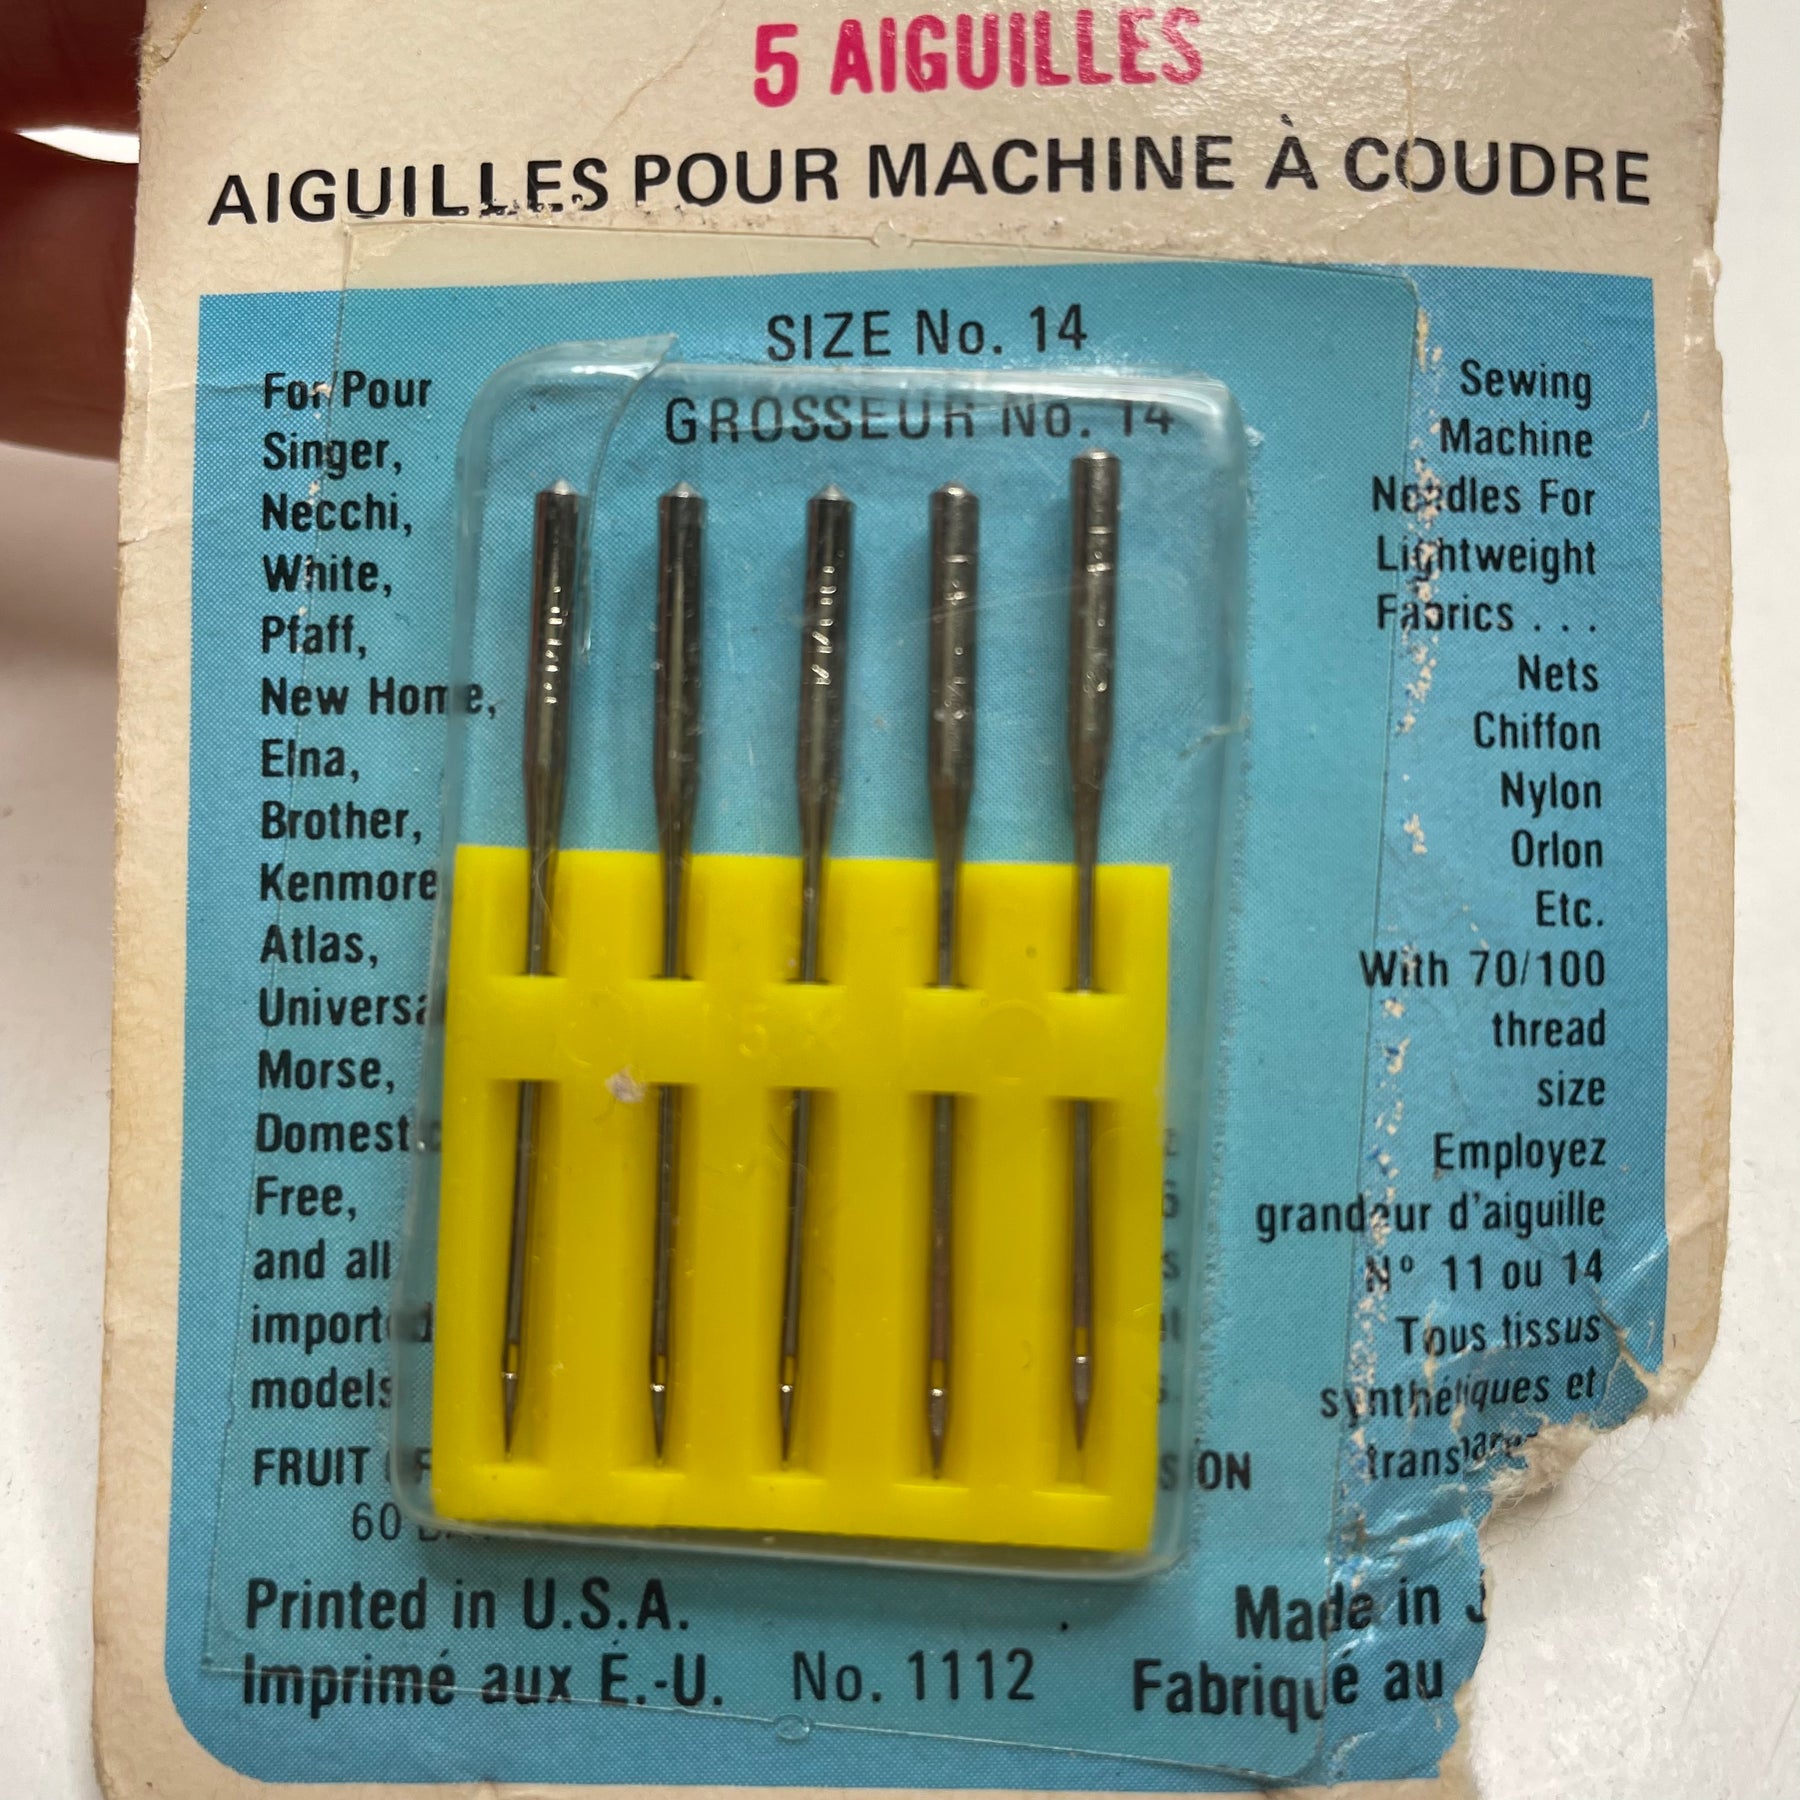 5 AIGUILLES
AIGUILLES POUR MACHINE À COUDRE
SIZE No. 14
GROSSEUR No. 14
For/Pour
Singer,
Necchi,
White,
Pfaff,
New Home,
Elna,
Brother,
Kenmore
Atlas,
Morse,
Free,
and all
imported
models
FRUIT
60
Sewing
Machine
Needles For
Lightweight
Fabrics . . .
Nets
Chiffon
Nylon
Orlon
Etc.
With 70/100
thread
size
Employez
grandeur d'aiguille
N° 11 ou 14
Tous tissus
synthétiques et
Printed in U.S.A.
Imprimé aux É.-U.
No. 1112
Made in
Fabriqué au